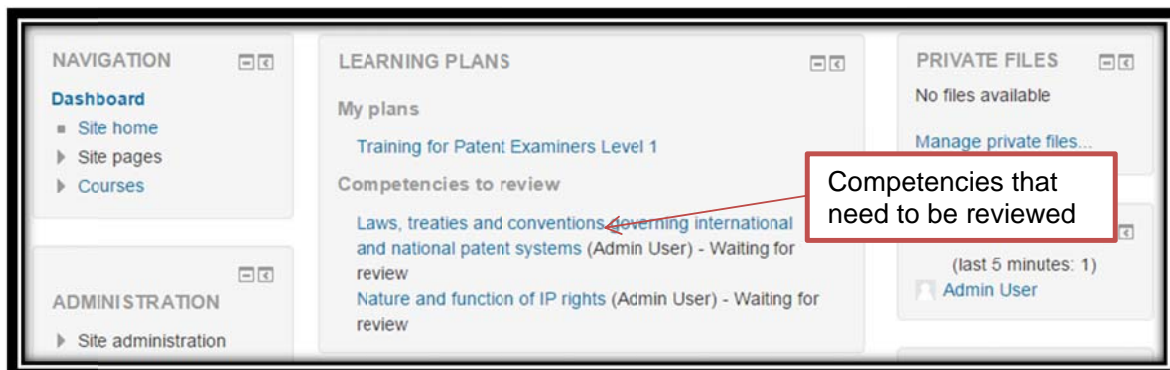 NAVIGATION
Dashboard
Site home
Site pages
Courses
ADMINISTRATION
Site administration
LEARNING PLANS
My plans
Training for Patent Examiners Level 1
Competencies to review
Laws, treaties and conventions governing international
and national patent systems (Admin User) - Waiting for
review
Nature and function of IP rights (Admin User) - Waiting for
review
PRIVATE FILES
No files available
Manage private files...
Competencies that
need to be reviewed
(last 5 minutes: 1)
Admin User